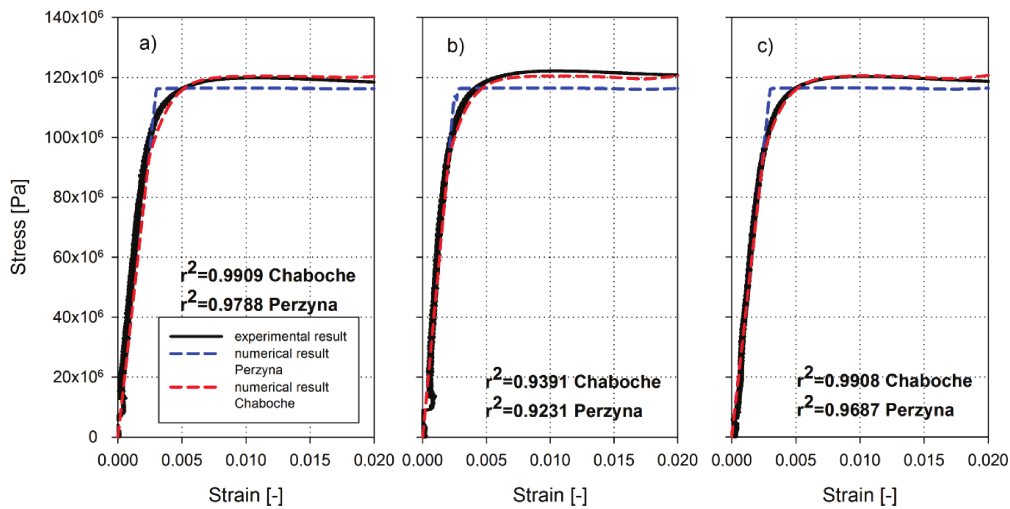 Stress [Pa]
140x10⁶
120x10⁶
100x10⁶
80x10⁶
60x10⁶
40x10⁶
20x10⁶
0
a)
r²=0.9909 Chaboche
r²=0.9788 Perzyna
experimental result
numerical result
Perzyna
numerical result
Chaboche
0.000 0.005 0.010 0.015 0.020
Strain [-]
b)
r²=0.9391 Chaboche
r²=0.9231 Perzyna
0.000 0.005 0.010 0.015 0.020
Strain [-]
c)
r²=0.9908 Chaboche
r²=0.9687 Perzyna
0.000 0.005 0.010 0.015 0.020
Strain [-]